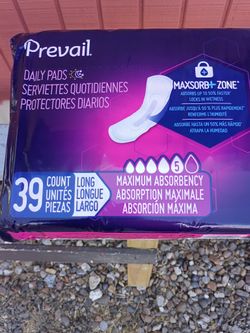 Prevail
DAILY PADS
SERVIETTES QUOTIDIENNES
PROTECTORES DIARIOS
MAXSORB+ ZONE™
ABSORBS UP TO 50% FASTER*
LOCKS IN WETNESS
ABSORBE JUSQU'À 50 % PLUS RAPIDEMENT*
RENFERME L'HUMIDITÉ
ABSORBE HASTA UN 50% MÁS RÁPIDO*
ATRAPA LA HUMEDAD
39
COUNT
UNITÉS
PIEZAS
LONG
LONGUE
LARGO
5
MAXIMUM ABSORBENCY
ABSORPTION MAXIMALE
ABSORCIÓN MÁXIMA